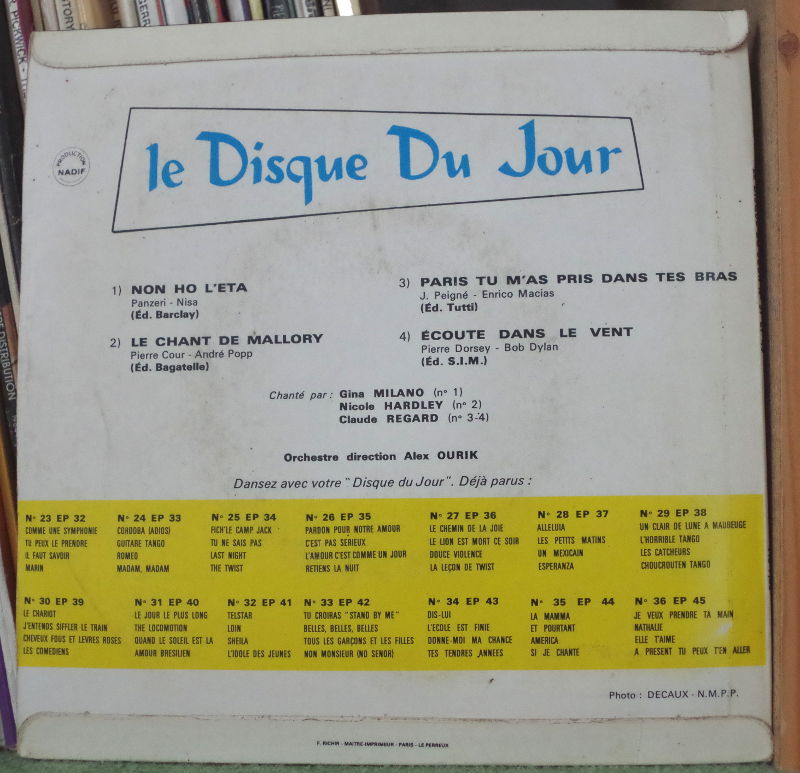 PICKWICK
STORY
GERR
PRODUCTION
NADIF
le Disque Du Jour
1) NON HO L'ETA
Panzeri - Nisa
(Éd. Barclay)
2) LE CHANT DE MALLORY
Pierre Cour - André Popp
(Éd. Bagatelle)
3) PARIS TU M'AS PRIS DANS TES BRAS
J. Peigné - Enrico Macias
(Éd. Tutti)
4) ÉCOUTE DANS LE VENT
Pierre Dorsey - Bob Dylan
(Éd. S.I.M.)
Chanté par : Gina MILANO (n° 1)
Nicole HARDLEY (n° 2)
Claude REGARD (n° 3-4)
Orchestre direction Alex OURIK
Dansez avec votre "Disque du Jour". Déjà parus :
N° 23 EP 32
COMME UNE SYMPHONIE
TU PEUX LE PRENDRE
IL FAUT SAVOIR
MARIN
N° 24 EP 33
CORDOBA (ADIOS)
GUITARE TANGO
ROMEO
MADAM, MADAM
N° 25 EP 34
FICH'LE CAMP JACK
TU NE SAIS PAS
LAST NIGHT
THE TWIST
N° 26 EP 35
PARDON POUR NOTRE AMOUR
C'EST PAS SERIEUX
L'AMOUR C'EST COMME UN JOUR
RETIENS LA NUIT
N° 27 EP 36
LE CHEMIN DE LA JOIE
LE LION EST MORT CE SOIR
DOUCE VIOLENCE
LA LEÇON DE TWIST
N° 28 EP 37
ALLELUIA
LES PETITS MATINS
UN MEXICAIN
ESPERANZA
N° 29 EP 38
UN CLAIR DE LUNE A MAUBEUGE
L'HORRIBLE TANGO
LES CATCHEURS
CHOUCROUTEN TANGO
N° 30 EP 39
LE CHARIOT
J'ENTENDS SIFFLER LE TRAIN
CHEVEUX FOUS ET LEVRES ROSES
LES COMEDIENS
N° 31 EP 40
LE JOUR LE PLUS LONG
THE LOCOMOTION
QUAND LE SOLEIL EST LA
AMOUR BRESILIEN
N° 32 EP 41
TELSTAR
LOIN
SHEILA
L'IDOLE DES JEUNES
N° 33 EP 42
TU CROIRAS "STAND BY ME"
BELLES, BELLES, BELLES
TOUS LES GARÇONS ET LES FILLES
NON MONSIEUR (NO SENOR)
N° 34 EP 43
DIS-LUI
L'ECOLE EST FINIE
DONNE-MOI MA CHANCE
TES TENDRES ANNEES
N° 35 EP 44
LA MAMMA
ET POURTANT
AMERICA
SI JE CHANTE
N° 36 EP 45
JE VEUX PRENDRE TA MAIN
NATHALIE
ELLE T'AIME
A PRESENT TU PEUX T'EN ALLER
Photo : DECAUX - N.M.P.P.
F. RICHIR - MAITRE-IMPRIMEUR - PARIS - LE PERREUX